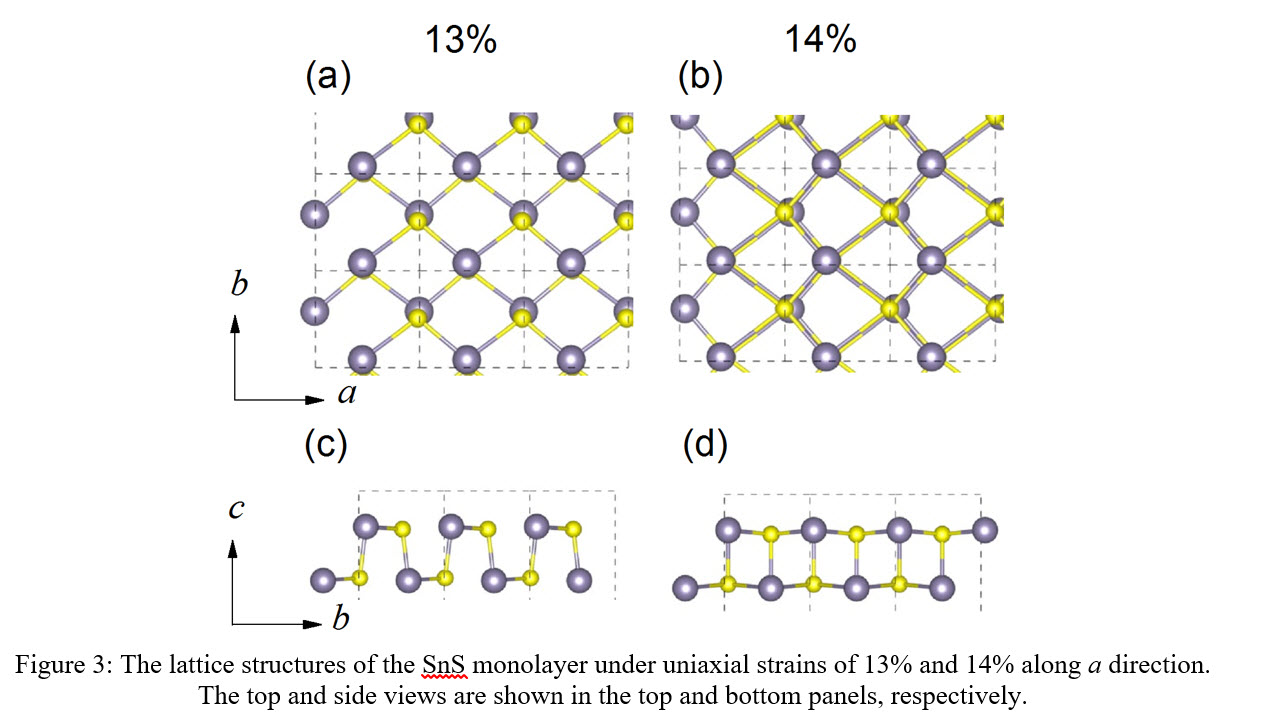 13%
14%
(a)
(b)
b
a
(c)
(d)
c
b
Figure 3: The lattice structures of the SnS monolayer under uniaxial strains of 13% and 14% along a direction.
The top and side views are shown in the top and bottom panels, respectively.